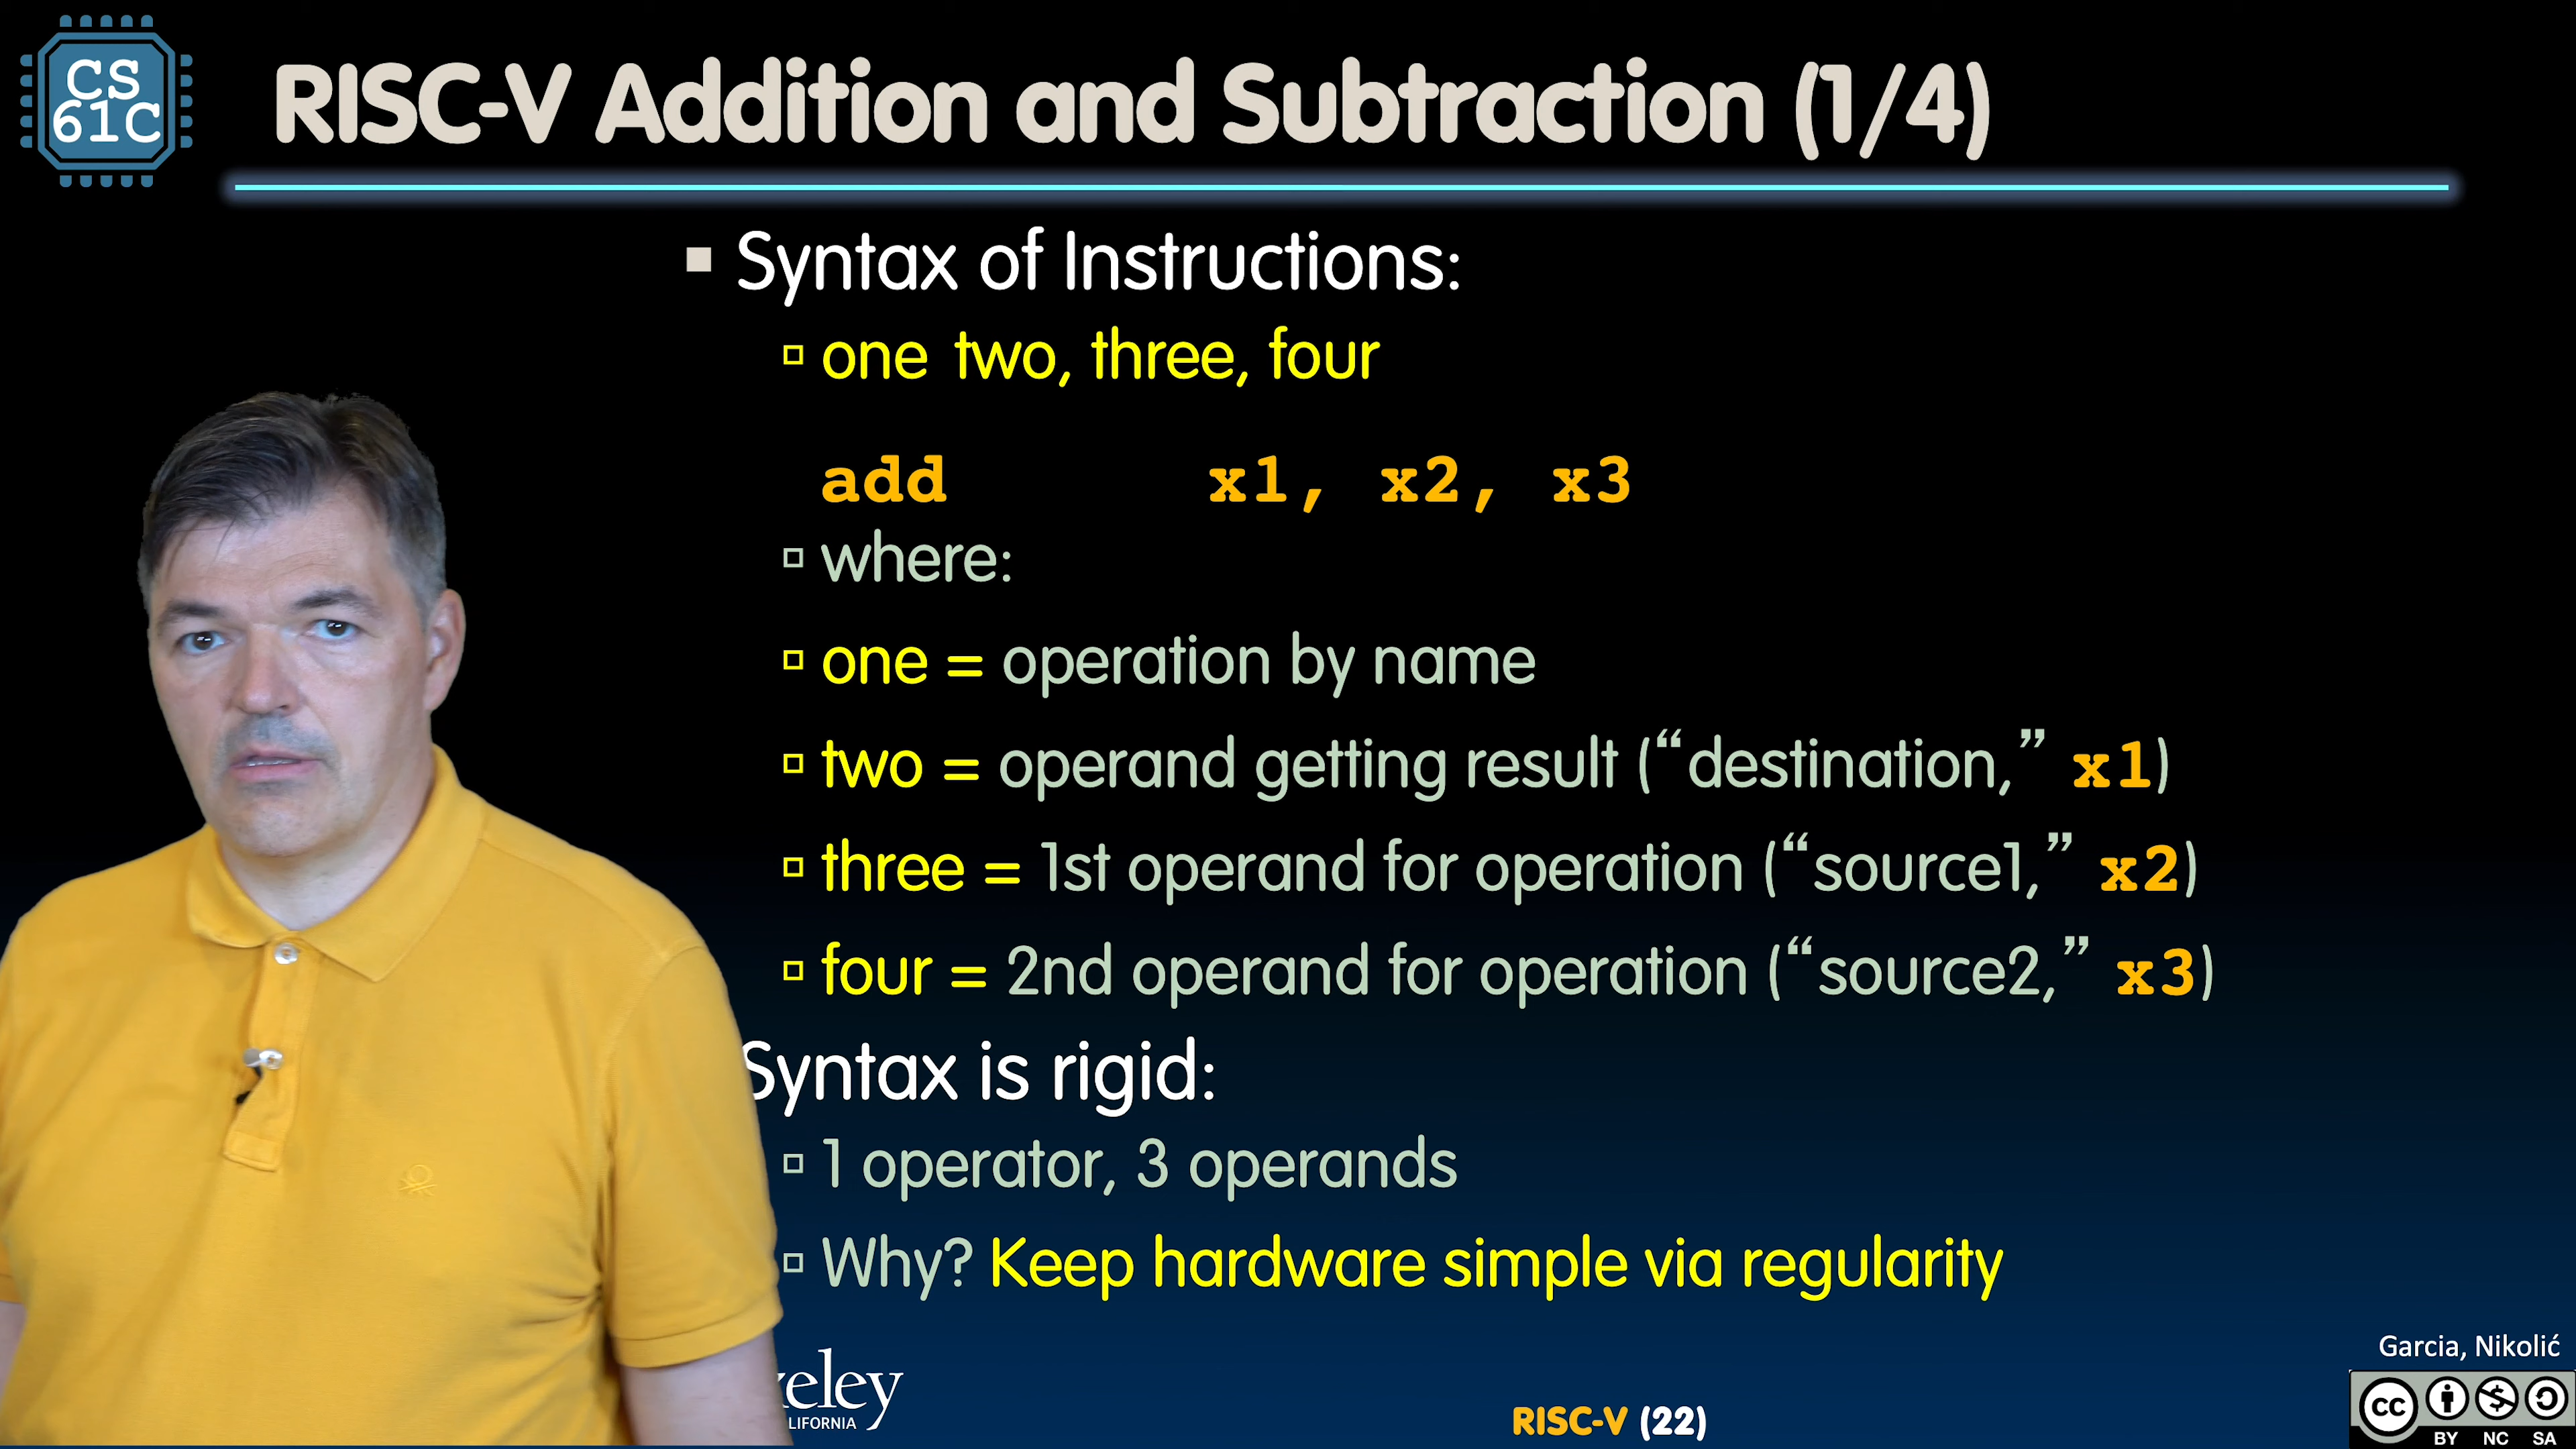 CS
61C
RISC-V Addition and Subtraction (1/4)
Syntax of Instructions:
one two, three, four
add x1, x2, x3
where:
one = operation by name
two = operand getting result (“destination,” x1)
three = 1st operand for operation (“source1,” x2)
four = 2nd operand for operation (“source2,” x3)
Syntax is rigid:
1 operator, 3 operands
Why? Keep hardware simple via regularity
Garcia, Nikolić
RISC-V (22)
cc
BY NC SA